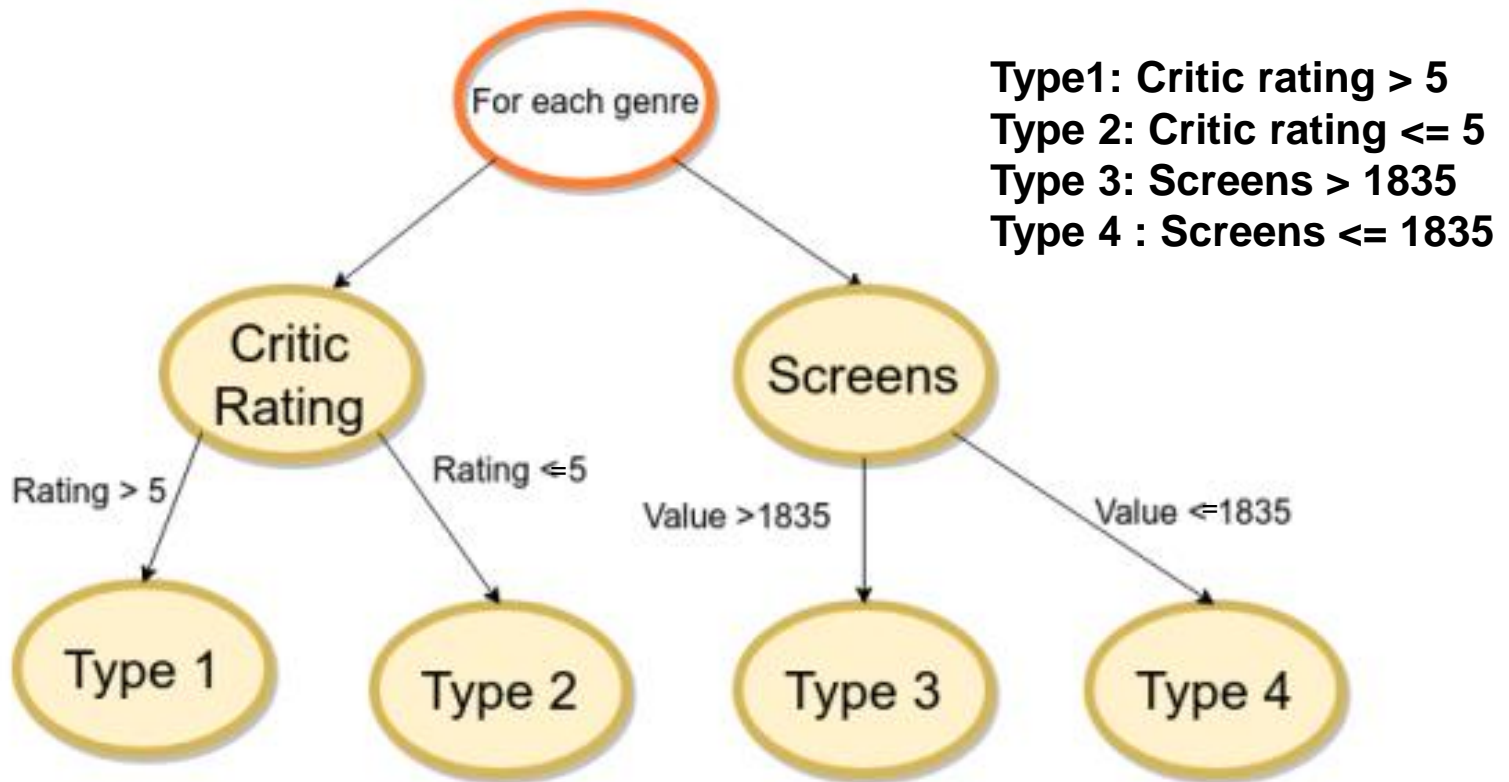 For each genre
Type1: Critic rating > 5
Type 2: Critic rating <= 5
Type 3: Screens > 1835
Type 4 : Screens <= 1835
Critic
Rating
Screens
Rating > 5
Rating <=5
Value >1835
Value <=1835
Type 1
Type 2
Type 3
Type 4